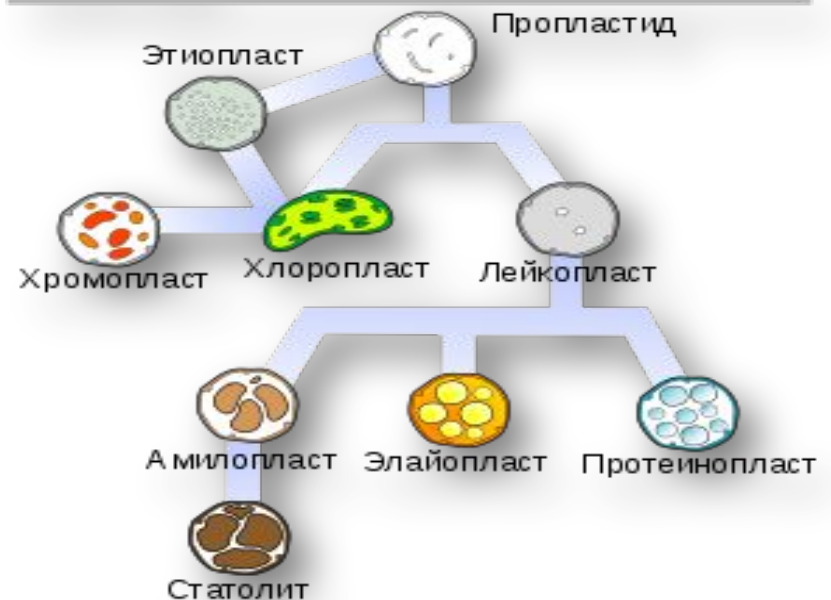 Пропластид
Этиопласт
Хромопласт
Хлоропласт
Лейкопласт
Амилопласт
Элайопласт
Протеинопласт
Статолит